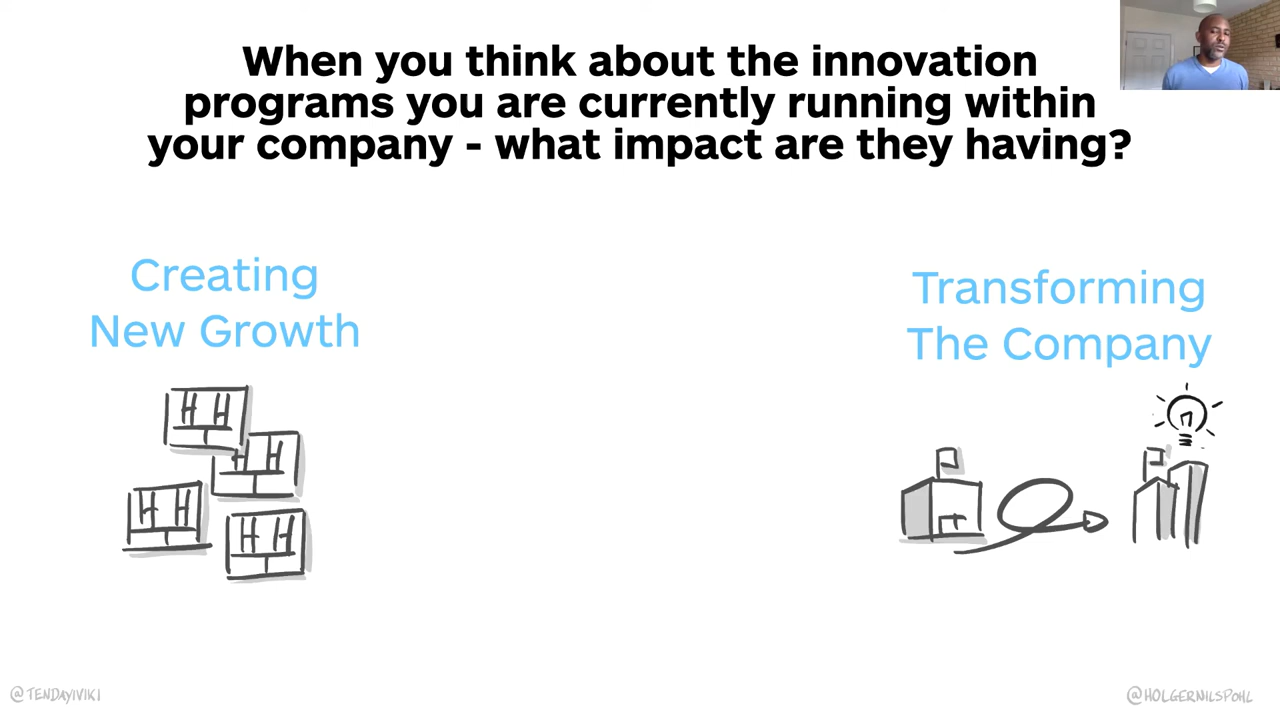 When you think about the innovation
programs you are currently running within
your company - what impact are they having?
Creating
New Growth
Transforming
The Company
@TENDAYIVIKI
@HOLGERNILSPOHL